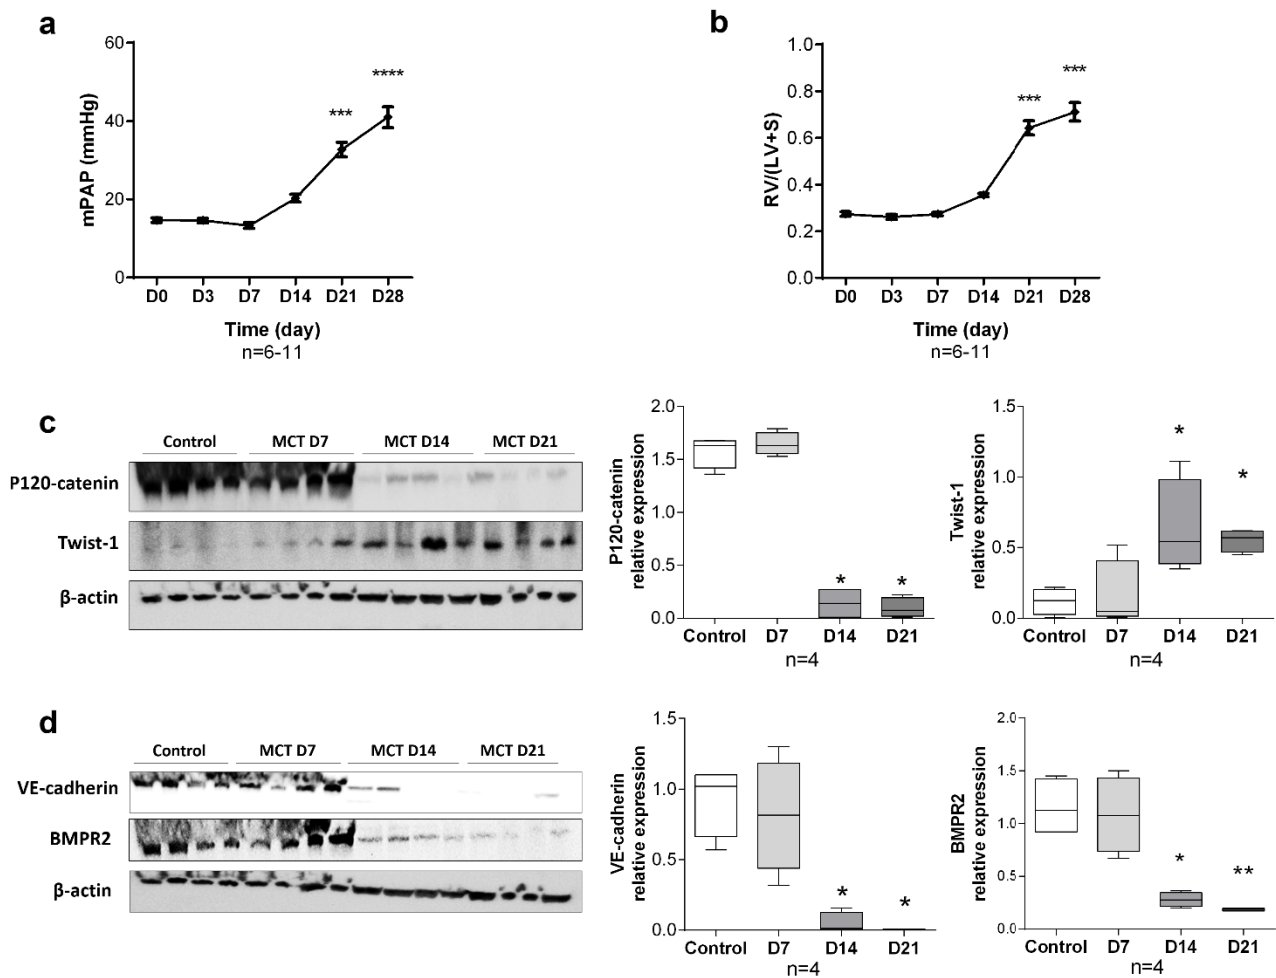 a
60
40
20
0
mPAP (mmHg)
***
****
D0 D3 D7 D14 D21 D28
Time (day)
n=6-11
b
1.0
0.8
0.6
0.4
0.2
0.0
RV/(LV+S)
***
***
D0 D3 D7 D14 D21 D28
Time (day)
n=6-11
c
Control MCT D7 MCT D14 MCT D21
P120-catenin
Twist-1
β-actin
2.0
1.5
1.0
0.5
0.0
P120-catenin
relative expression
* *
Control D7 D14 D21
n=4
1.5
1.0
0.5
0.0
Twist-1
relative expression
*
*
Control D7 D14 D21
n=4
d
Control MCT D7 MCT D14 MCT D21
VE-cadherin
BMPR2
β-actin
1.5
1.0
0.5
0.0
VE-cadherin
relative expression
*
*
Control D7 D14 D21
n=4
2.0
1.5
1.0
0.5
0.0
BMPR2
relative expression
*
**
Control D7 D14 D21
n=4